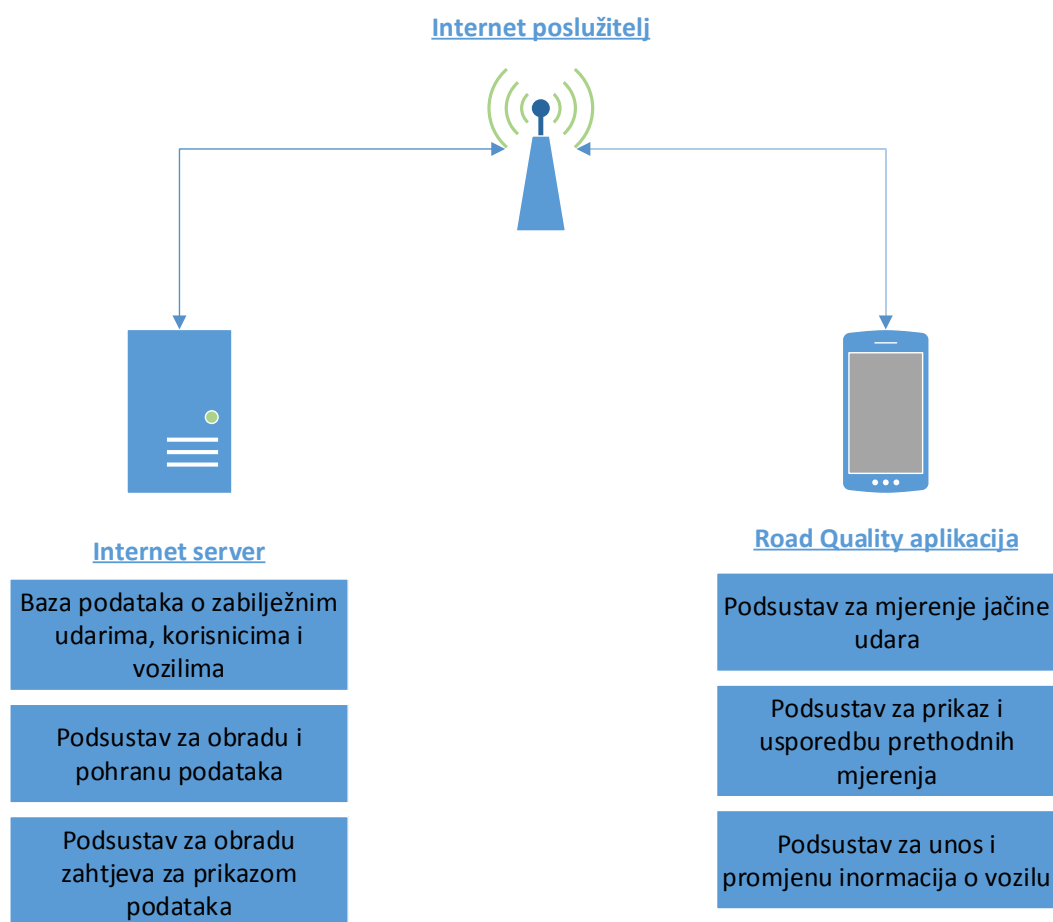 Internet poslužitelj
Internet server
Baza podataka o zabilježnim
udarima, korisnicima i
vozilima
Podsustav za obradu i
pohranu podataka
Podsustav za obradu
zahtjeva za prikazom
podataka
Road Quality aplikacija
Podsustav za mjerenje jačine
udara
Podsustav za prikaz i
usporedbu prethodnih
mjerenja
Podsustav za unos i
promjenu inormacija o vozilu